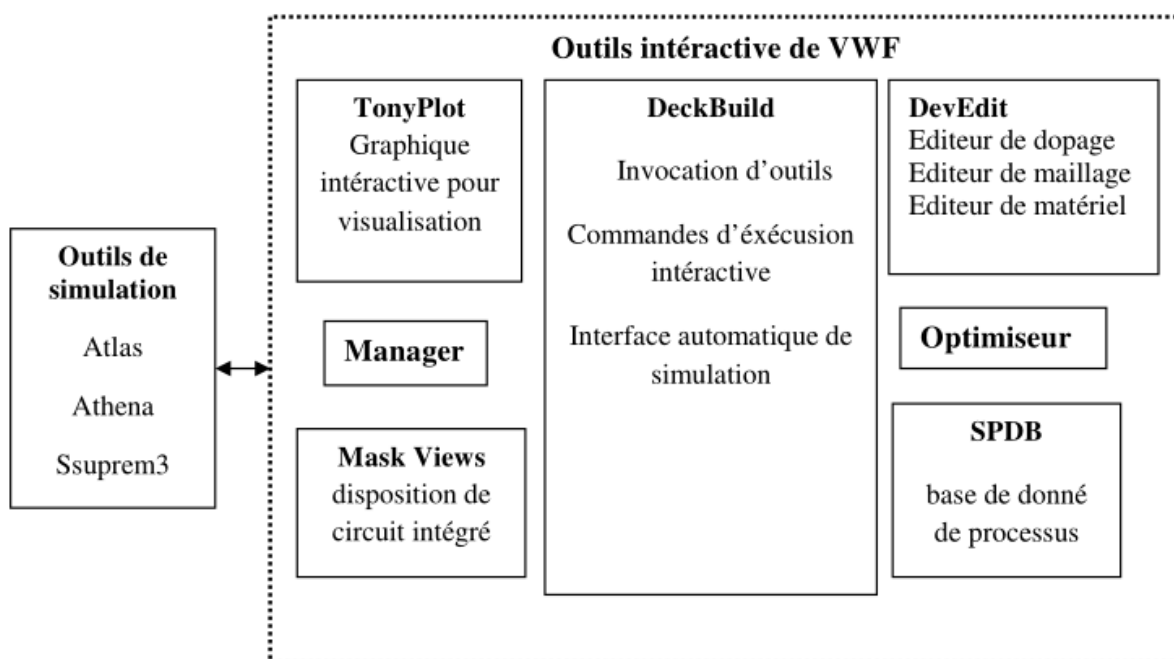 Outils intéractive de VWF
TonyPlot
Graphique
intéractive pour
visualisation
DeckBuild
Invocation d’outils
Commandes d’éxécusion
intéractive
Interface automatique de
simulation
DevEdit
Editeur de dopage
Editeur de maillage
Editeur de matériel
Outils de
simulation
Atlas
Athena
Ssuprem3
Manager
Optimiseur
Mask Views
disposition de
circuit intégré
SPDB
base de donné
de processus